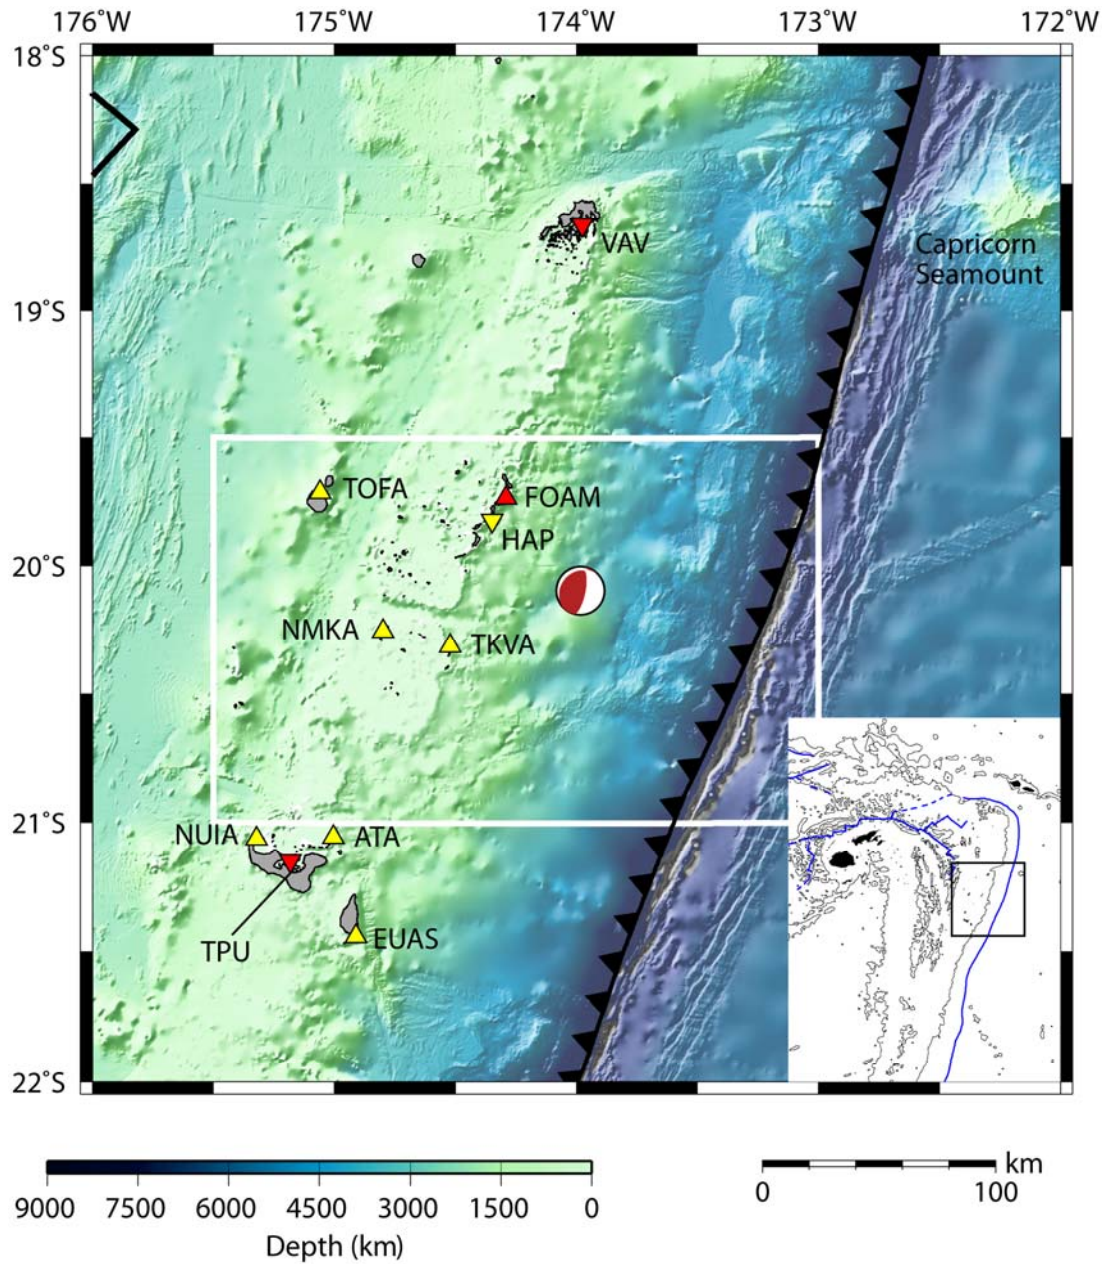 176°W 175°W 174°W 173°W 172°W
18°S
VAV
Capricorn
Seamount
19°S
TOFA
FOAM
HAP
20°S
NMKA
TKVA
21°S
NUIA
ATA
TPU
EUAS
22°S
9000 7500 6000 4500 3000 1500 0
Depth (km)
km
0 100